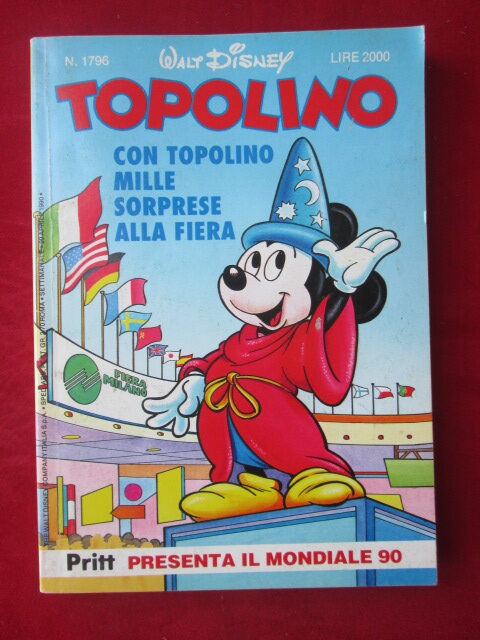 N. 1796
WALT DISNEY
LIRE 2000
TOPOLINO
CON TOPOLINO
MILLE
SORPRESE
ALLA FIERA
FIERA
MILANO
Pritt PRESENTA IL MONDIALE 90